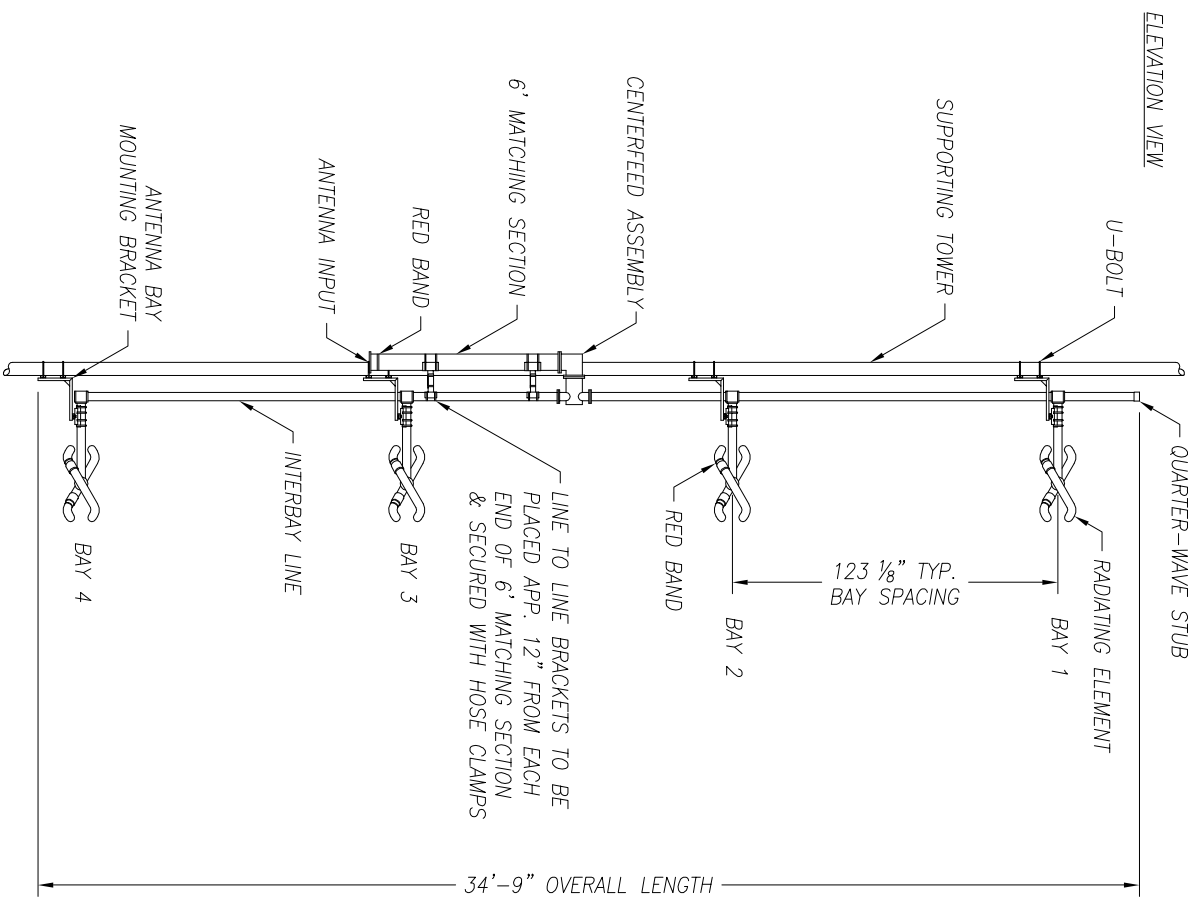 ELEVATION VIEW
QUARTER-WAVE STUB
U-BOLT
RADIATING ELEMENT
BAY 1
SUPPORTING TOWER
123 ⅛" TYP.
BAY SPACING
BAY 2
RED BAND
CENTERFEED ASSEMBLY
6' MATCHING SECTION
LINE TO LINE BRACKETS TO BE
PLACED APP. 12" FROM EACH
END OF 6' MATCHING SECTION
& SECURED WITH HOSE CLAMPS
RED BAND
ANTENNA INPUT
BAY 3
INTERBAY LINE
ANTENNA BAY
MOUNTING BRACKET
BAY 4
34'-9" OVERALL LENGTH